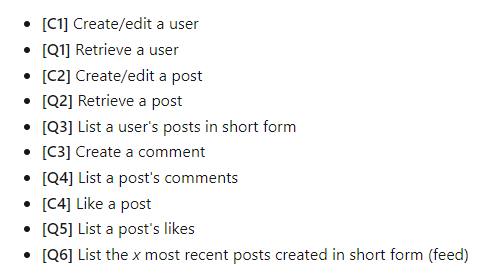 • [C1] Create/edit a user
• [Q1] Retrieve a user
• [C2] Create/edit a post
• [Q2] Retrieve a post
• [Q3] List a user's posts in short form
• [C3] Create a comment
• [Q4] List a post's comments
• [C4] Like a post
• [Q5] List a post's likes
• [Q6] List the x most recent posts created in short form (feed)